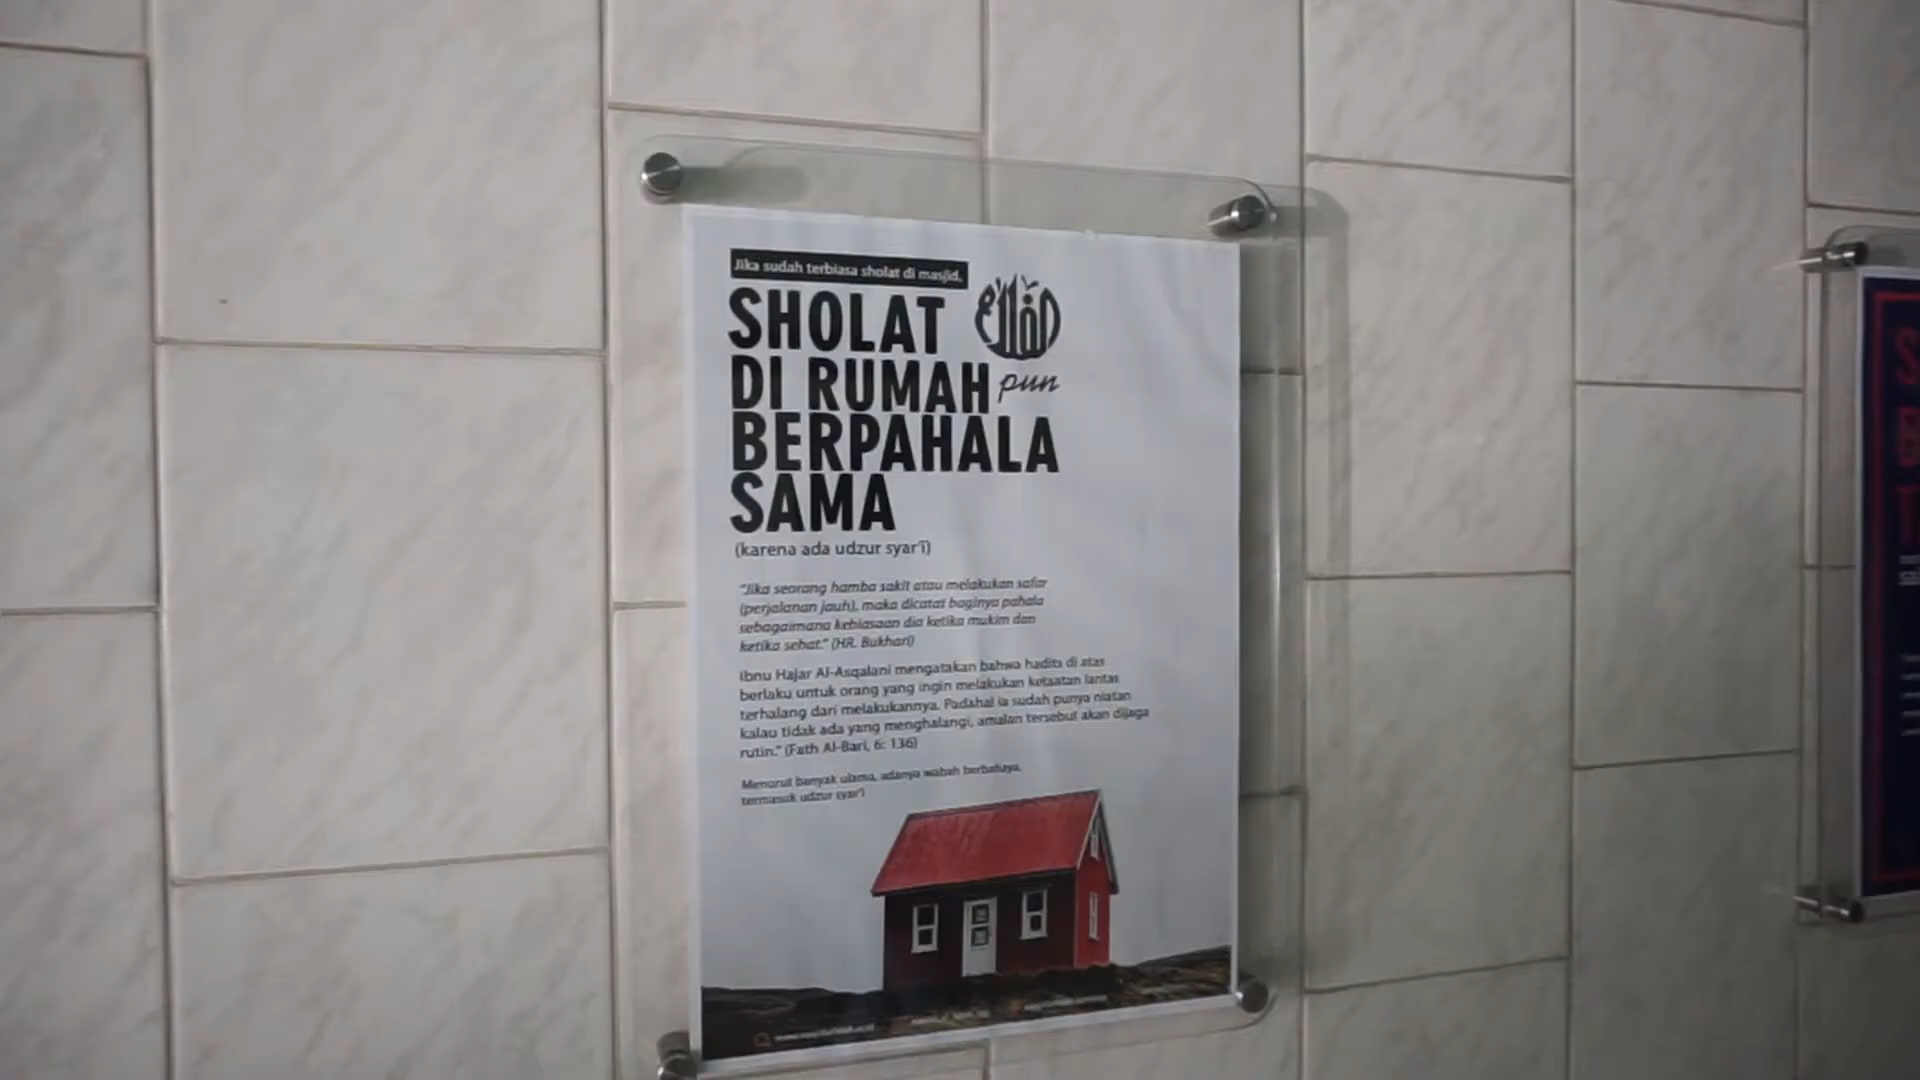 Jika sudah terbiasa sholat di masjid,
SHOLAT
DI RUMAH pun
BERPAHALA
SAMA
(karena ada udzur syar'i)
"Jika seorang hamba sakit atau melakukan safar
(perjalanan jauh), maka dicatat baginya pahala
sebagaimana kebiasaan dia ketika mukim dan
ketika sehat." (HR. Bukhari)
Ibnu Hajar Al-Asqalani mengatakan bahwa hadits di atas
berlaku untuk orang yang ingin melakukan ketaatan lantas
terhalang dari melakukannya. Padahal ia sudah punya niatan
kalau tidak ada yang menghalangi, amalan tersebut akan dijaga
rutin." (Fath Al-Bari, 6: 136)
Menurut banyak ulama, adanya wabah berbahaya,
termasuk udzur syar'i